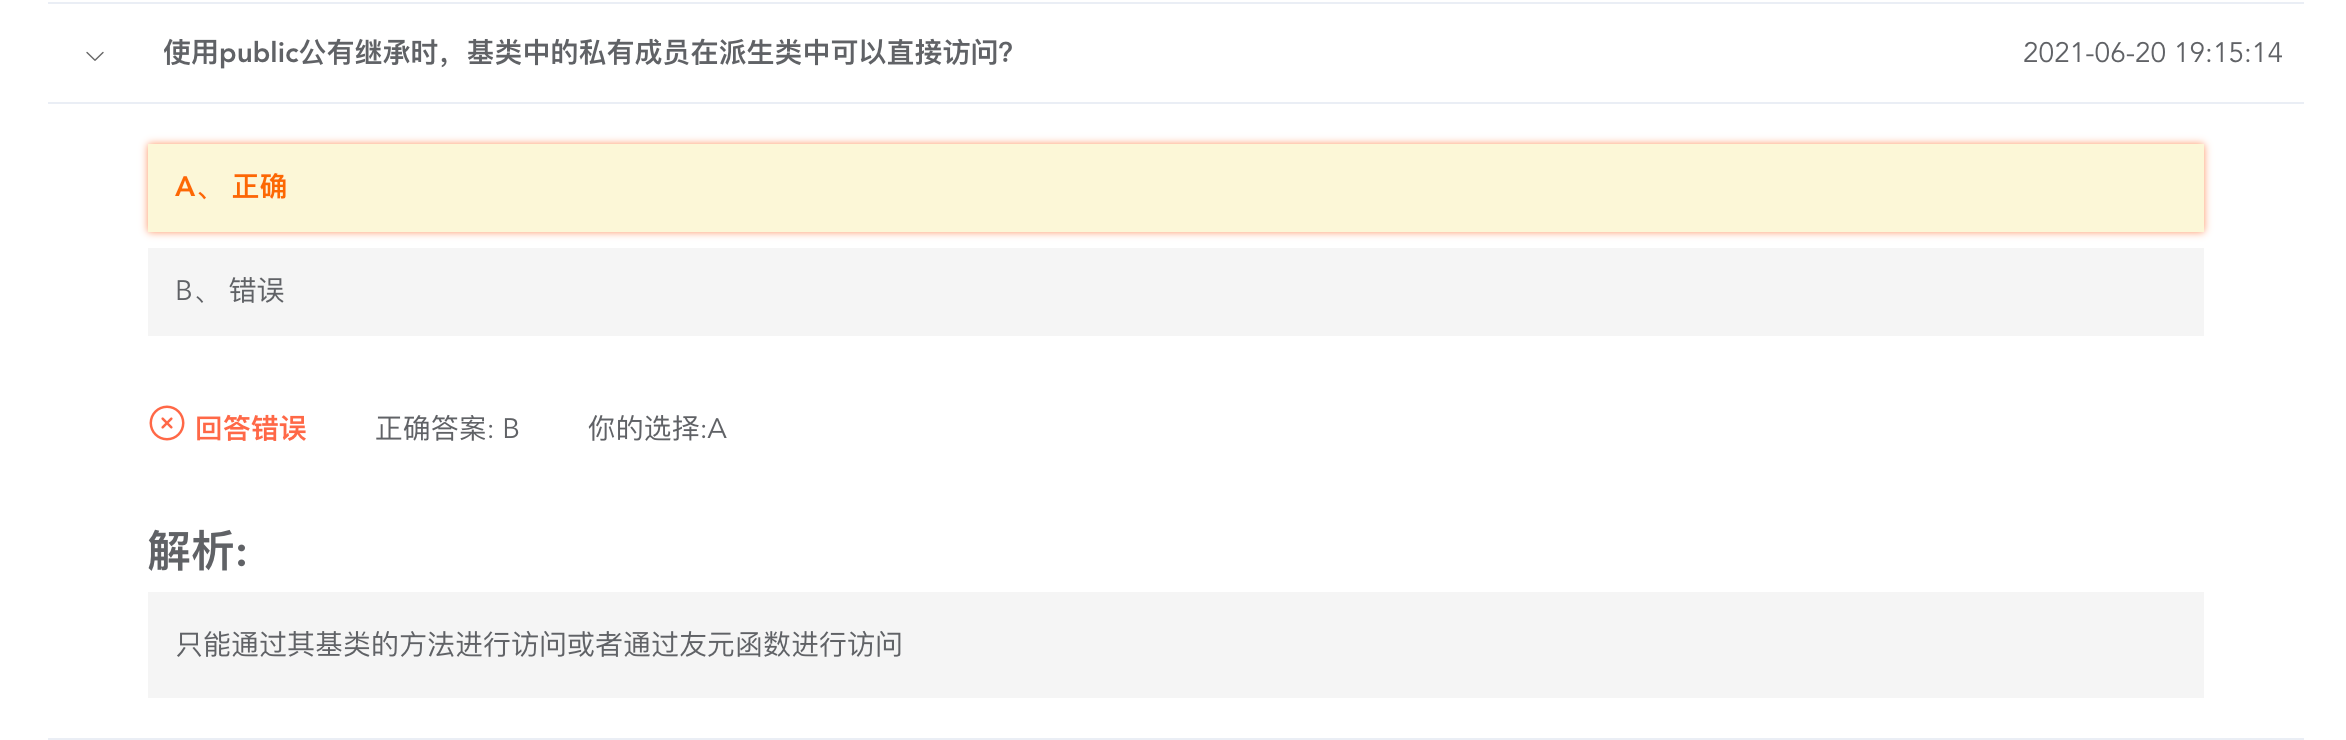 使用public公有继承时，基类中的私有成员在派生类中可以直接访问? 2021-06-20 19:15:14
A、 正确
B、 错误
回答错误 正确答案: B 你的选择:A
解析:
只能通过其基类的方法进行访问或者通过友元函数进行访问